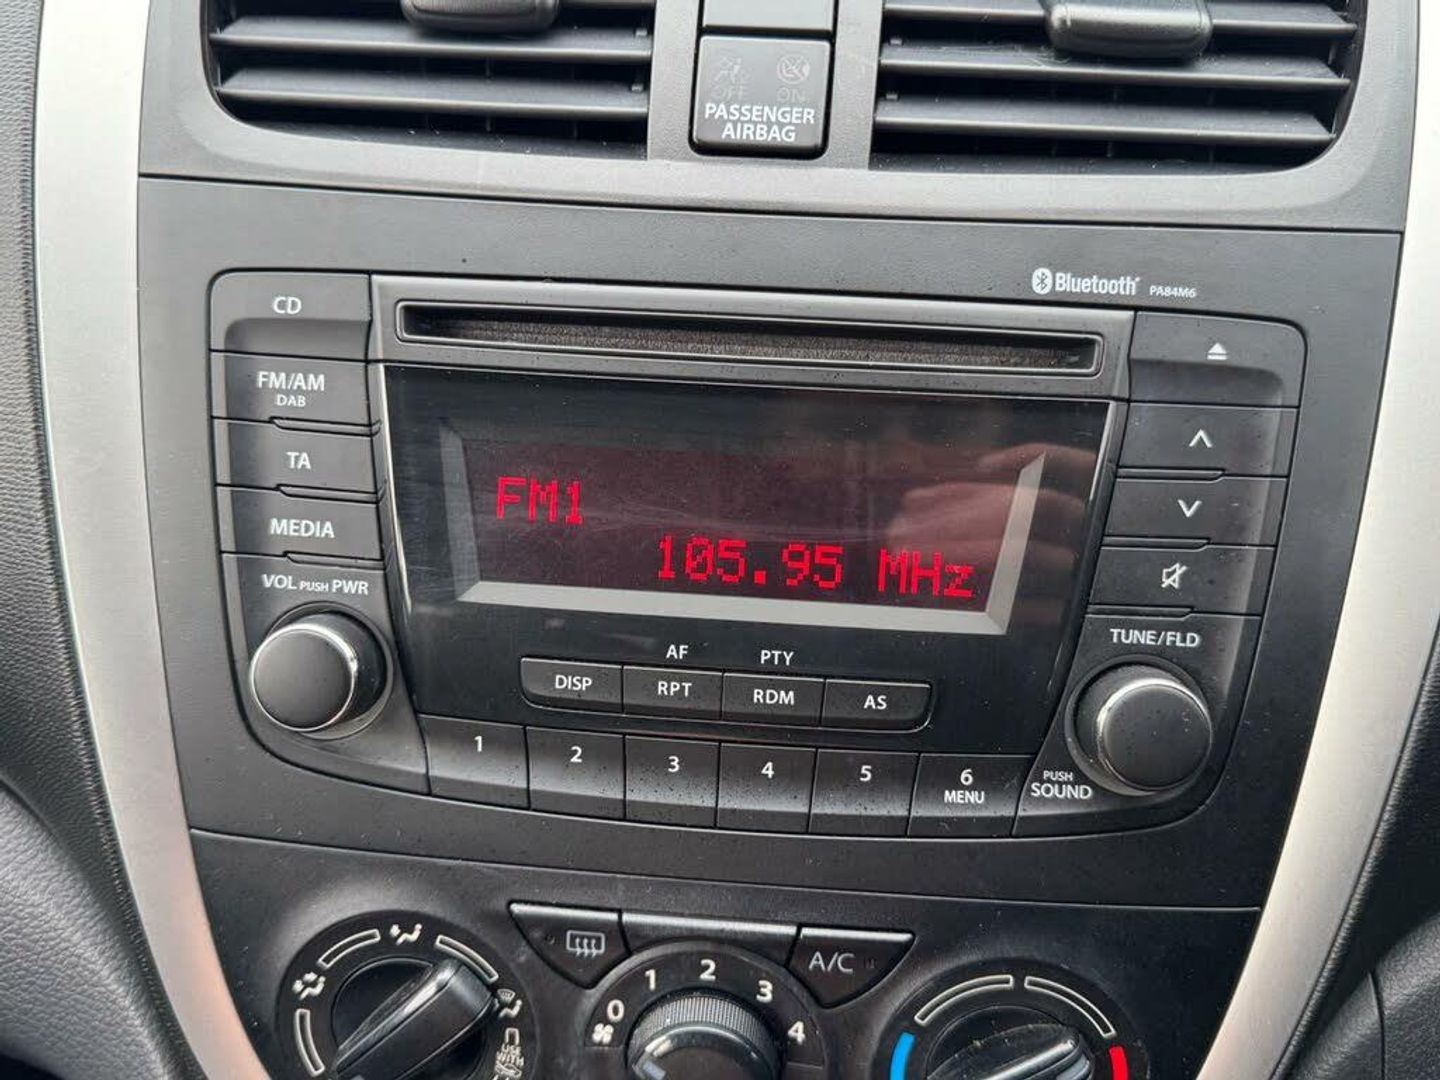 OFF ON
PASSENGER
AIRBAG
Bluetooth PA84M6
CD
FM/AM
DAB
TA
MEDIA
VOL PUSH PWR
FM1
105.95 MHz
TUNE/FLD
AF PTY
DISP RPT RDM AS
1 2 3 4 5 6
MENU
PUSH
SOUND
A/C
0 1 2 3 4
USE
WITH